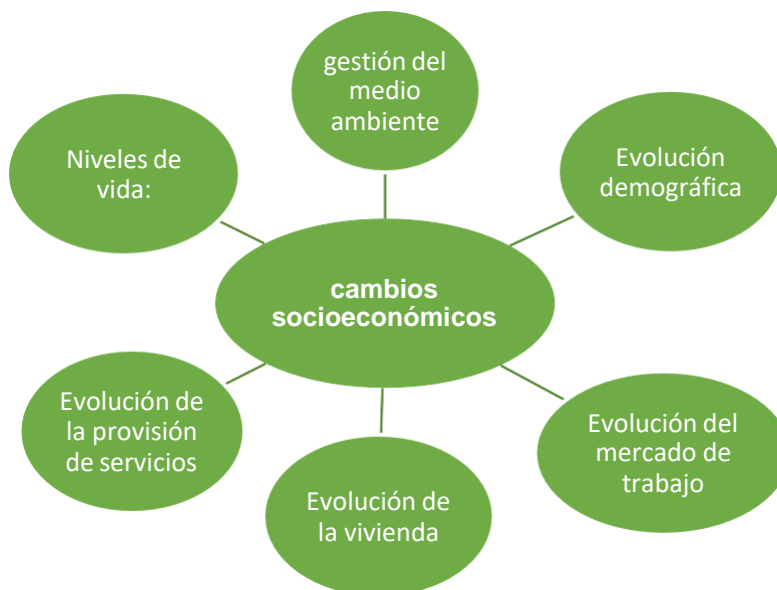 gestión del
medio
ambiente
Niveles de
vida:
Evolución
demográfica
cambios
socioeconómicos
Evolución de
la provisión
de servicios
Evolución del
mercado de
trabajo
Evolución de
la vivienda